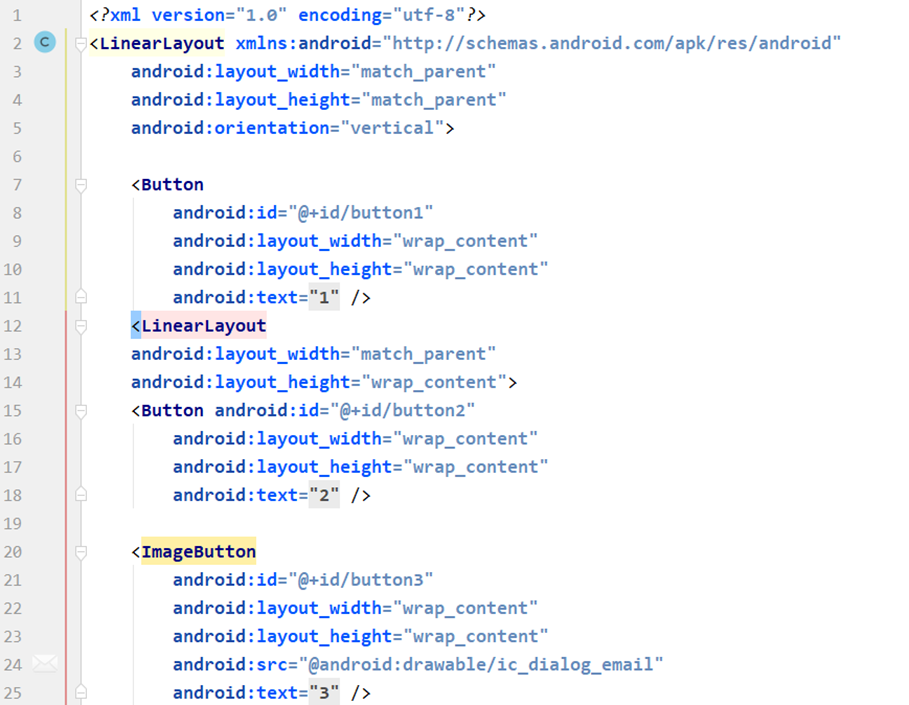 1 <?xml version="1.0" encoding="utf-8"?>
2 C <LinearLayout xmlns:android="http://schemas.android.com/apk/res/android"
3 android:layout_width="match_parent"
4 android:layout_height="match_parent"
5 android:orientation="vertical">
6
7 <Button
8 android:id="@+id/button1"
9 android:layout_width="wrap_content"
10 android:layout_height="wrap_content"
11 android:text="1" />
12 <LinearLayout
13 android:layout_width="match_parent"
14 android:layout_height="wrap_content">
15 <Button android:id="@+id/button2"
16 android:layout_width="wrap_content"
17 android:layout_height="wrap_content"
18 android:text="2" />
19
20 <ImageButton
21 android:id="@+id/button3"
22 android:layout_width="wrap_content"
23 android:layout_height="wrap_content"
24 android:src="@android:drawable/ic_dialog_email"
25 android:text="3" />